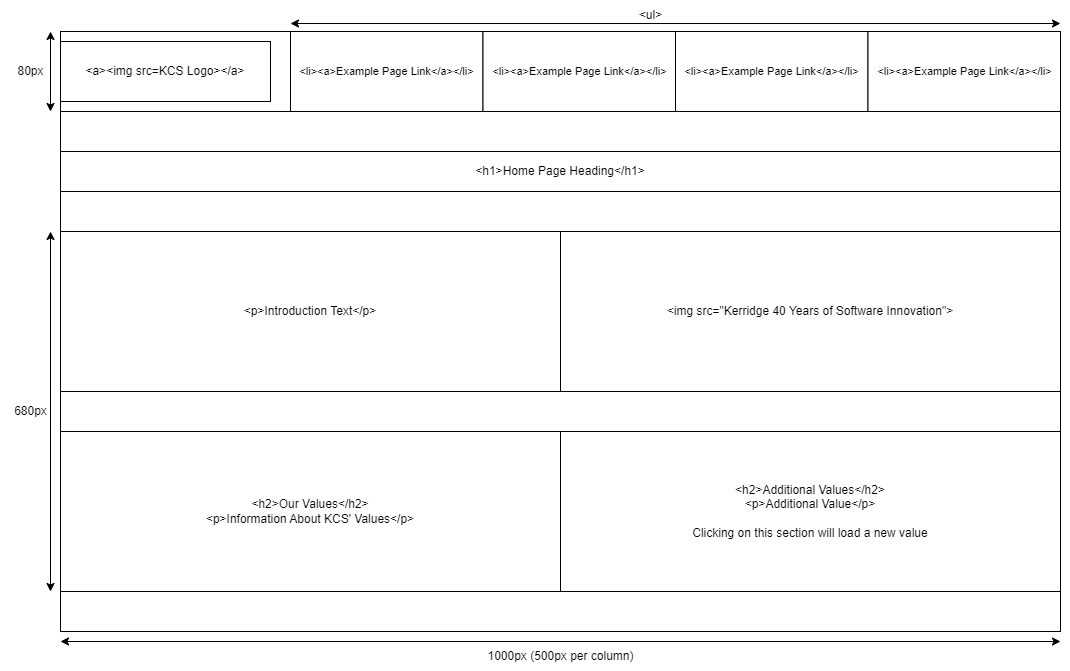 <ul>
80px
<a><img src=KCS Logo></a>
<li><a>Example Page Link</a></li>
<li><a>Example Page Link</a></li>
<li><a>Example Page Link</a></li>
<li><a>Example Page Link</a></li>
<h1>Home Page Heading</h1>
<p>Introduction Text</p>
<img src="Kerridge 40 Years of Software Innovation">
680px
<h2>Our Values</h2>
<p>Information About KCS' Values</p>
<h2>Additional Values</h2>
<p>Additional Value</p>
Clicking on this section will load a new value
1000px (500px per column)